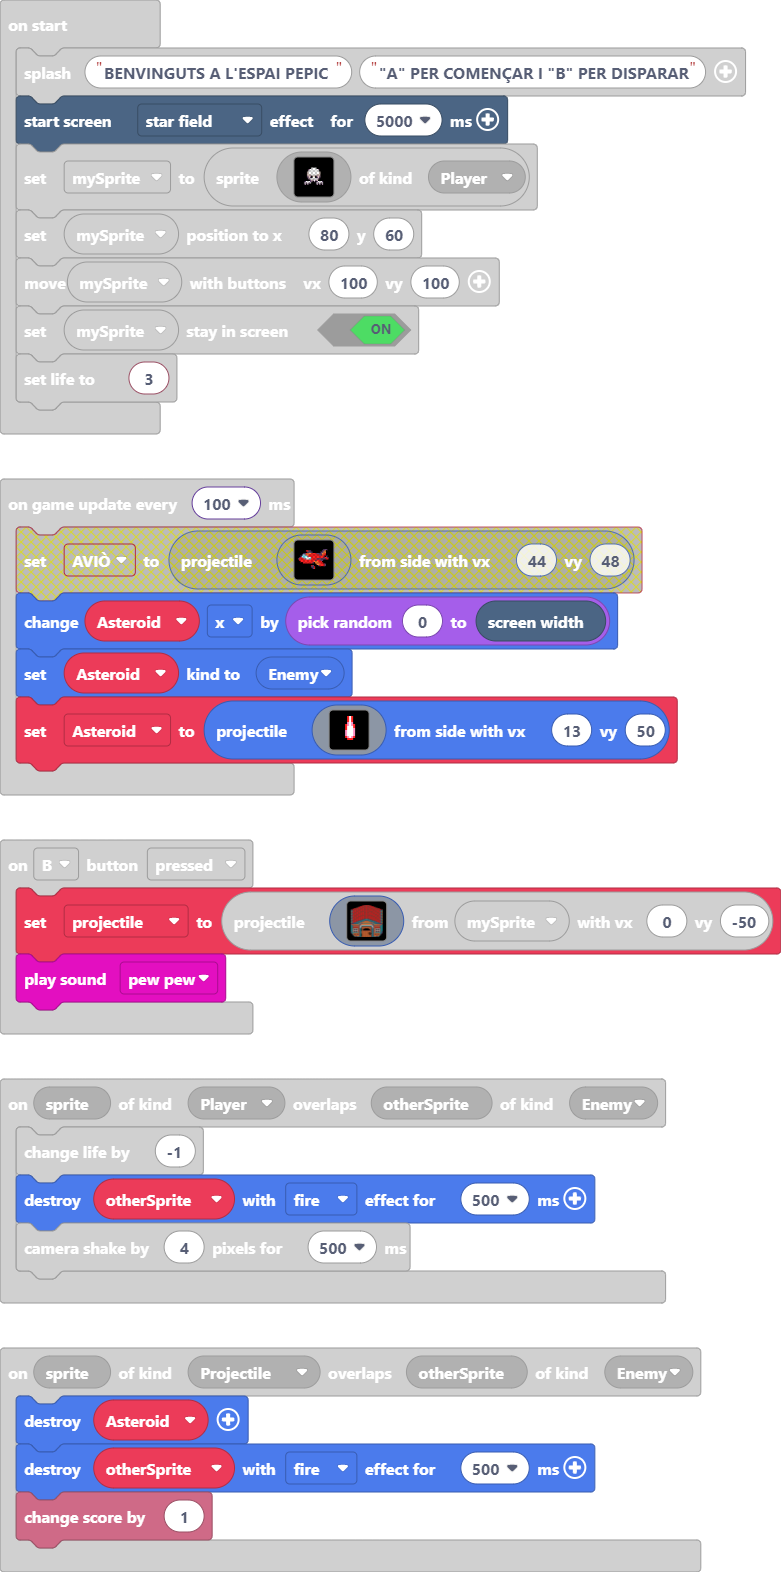 on start
splash "BENVINGUTS A L'ESPAI PEPIC " ""A" PER COMENÇAR I "B" PER DISPARAR"
start screen star field effect for 5000 ms
set mySprite to sprite of kind Player
set mySprite position to x 80 y 60
move mySprite with buttons vx 100 vy 100
set mySprite stay in screen ON
set life to 3
on game update every 100 ms
set AVIÒ to projectile from side with vx 44 vy 48
change Asteroid x by pick random 0 to screen width
set Asteroid kind to Enemy
set Asteroid to projectile from side with vx 13 vy 50
on B button pressed
set projectile to projectile from mySprite with vx 0 vy -50
play sound pew pew
on sprite of kind Player overlaps otherSprite of kind Enemy
change life by -1
destroy otherSprite with fire effect for 500 ms
camera shake by 4 pixels for 500 ms
on sprite of kind Projectile overlaps otherSprite of kind Enemy
destroy Asteroid
destroy otherSprite with fire effect for 500 ms
change score by 1